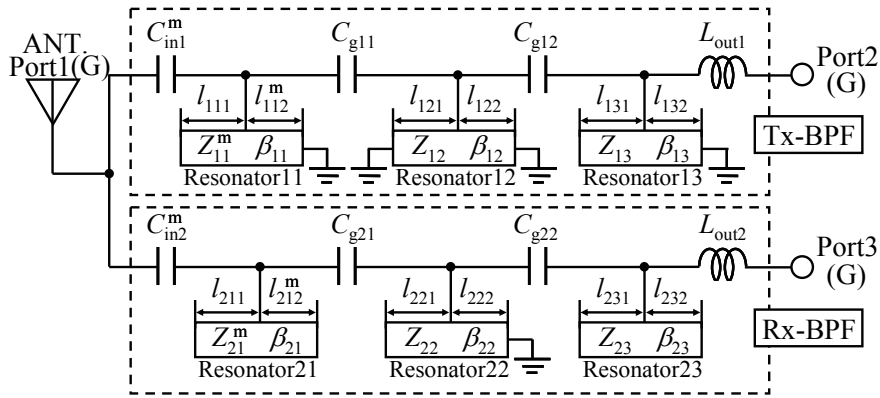 ANT.
Port1(G)
C_in1^m
C_g11
C_g12
L_out1
Port2
(G)
l_111 l_112^m
l_121 l_122
l_131 l_132
Z_11^m β_11
Z_12 β_12
Z_13 β_13
Tx-BPF
Resonator11
Resonator12
Resonator13
C_in2^m
C_g21
C_g22
L_out2
Port3
(G)
l_211 l_212^m
l_221 l_222
l_231 l_232
Z_21^m β_21
Z_22 β_22
Z_23 β_23
Rx-BPF
Resonator21
Resonator22
Resonator23